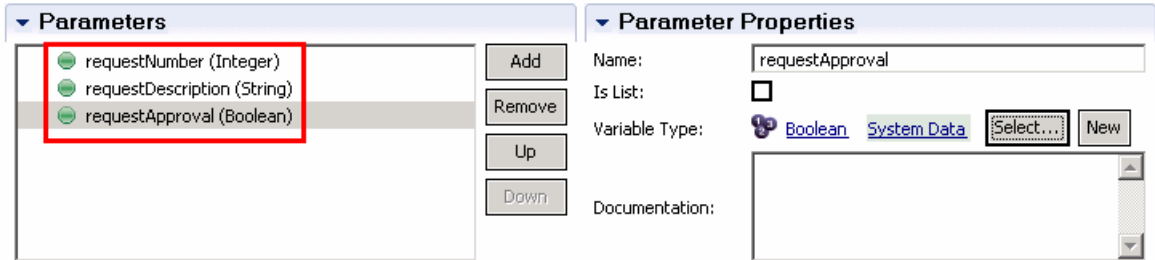 Parameters
requestNumber (Integer)
requestDescription (String)
requestApproval (Boolean)
Add
Remove
Up
Down
Parameter Properties
Name: requestApproval
Is List:
Variable Type: Boolean System Data Select... New
Documentation: